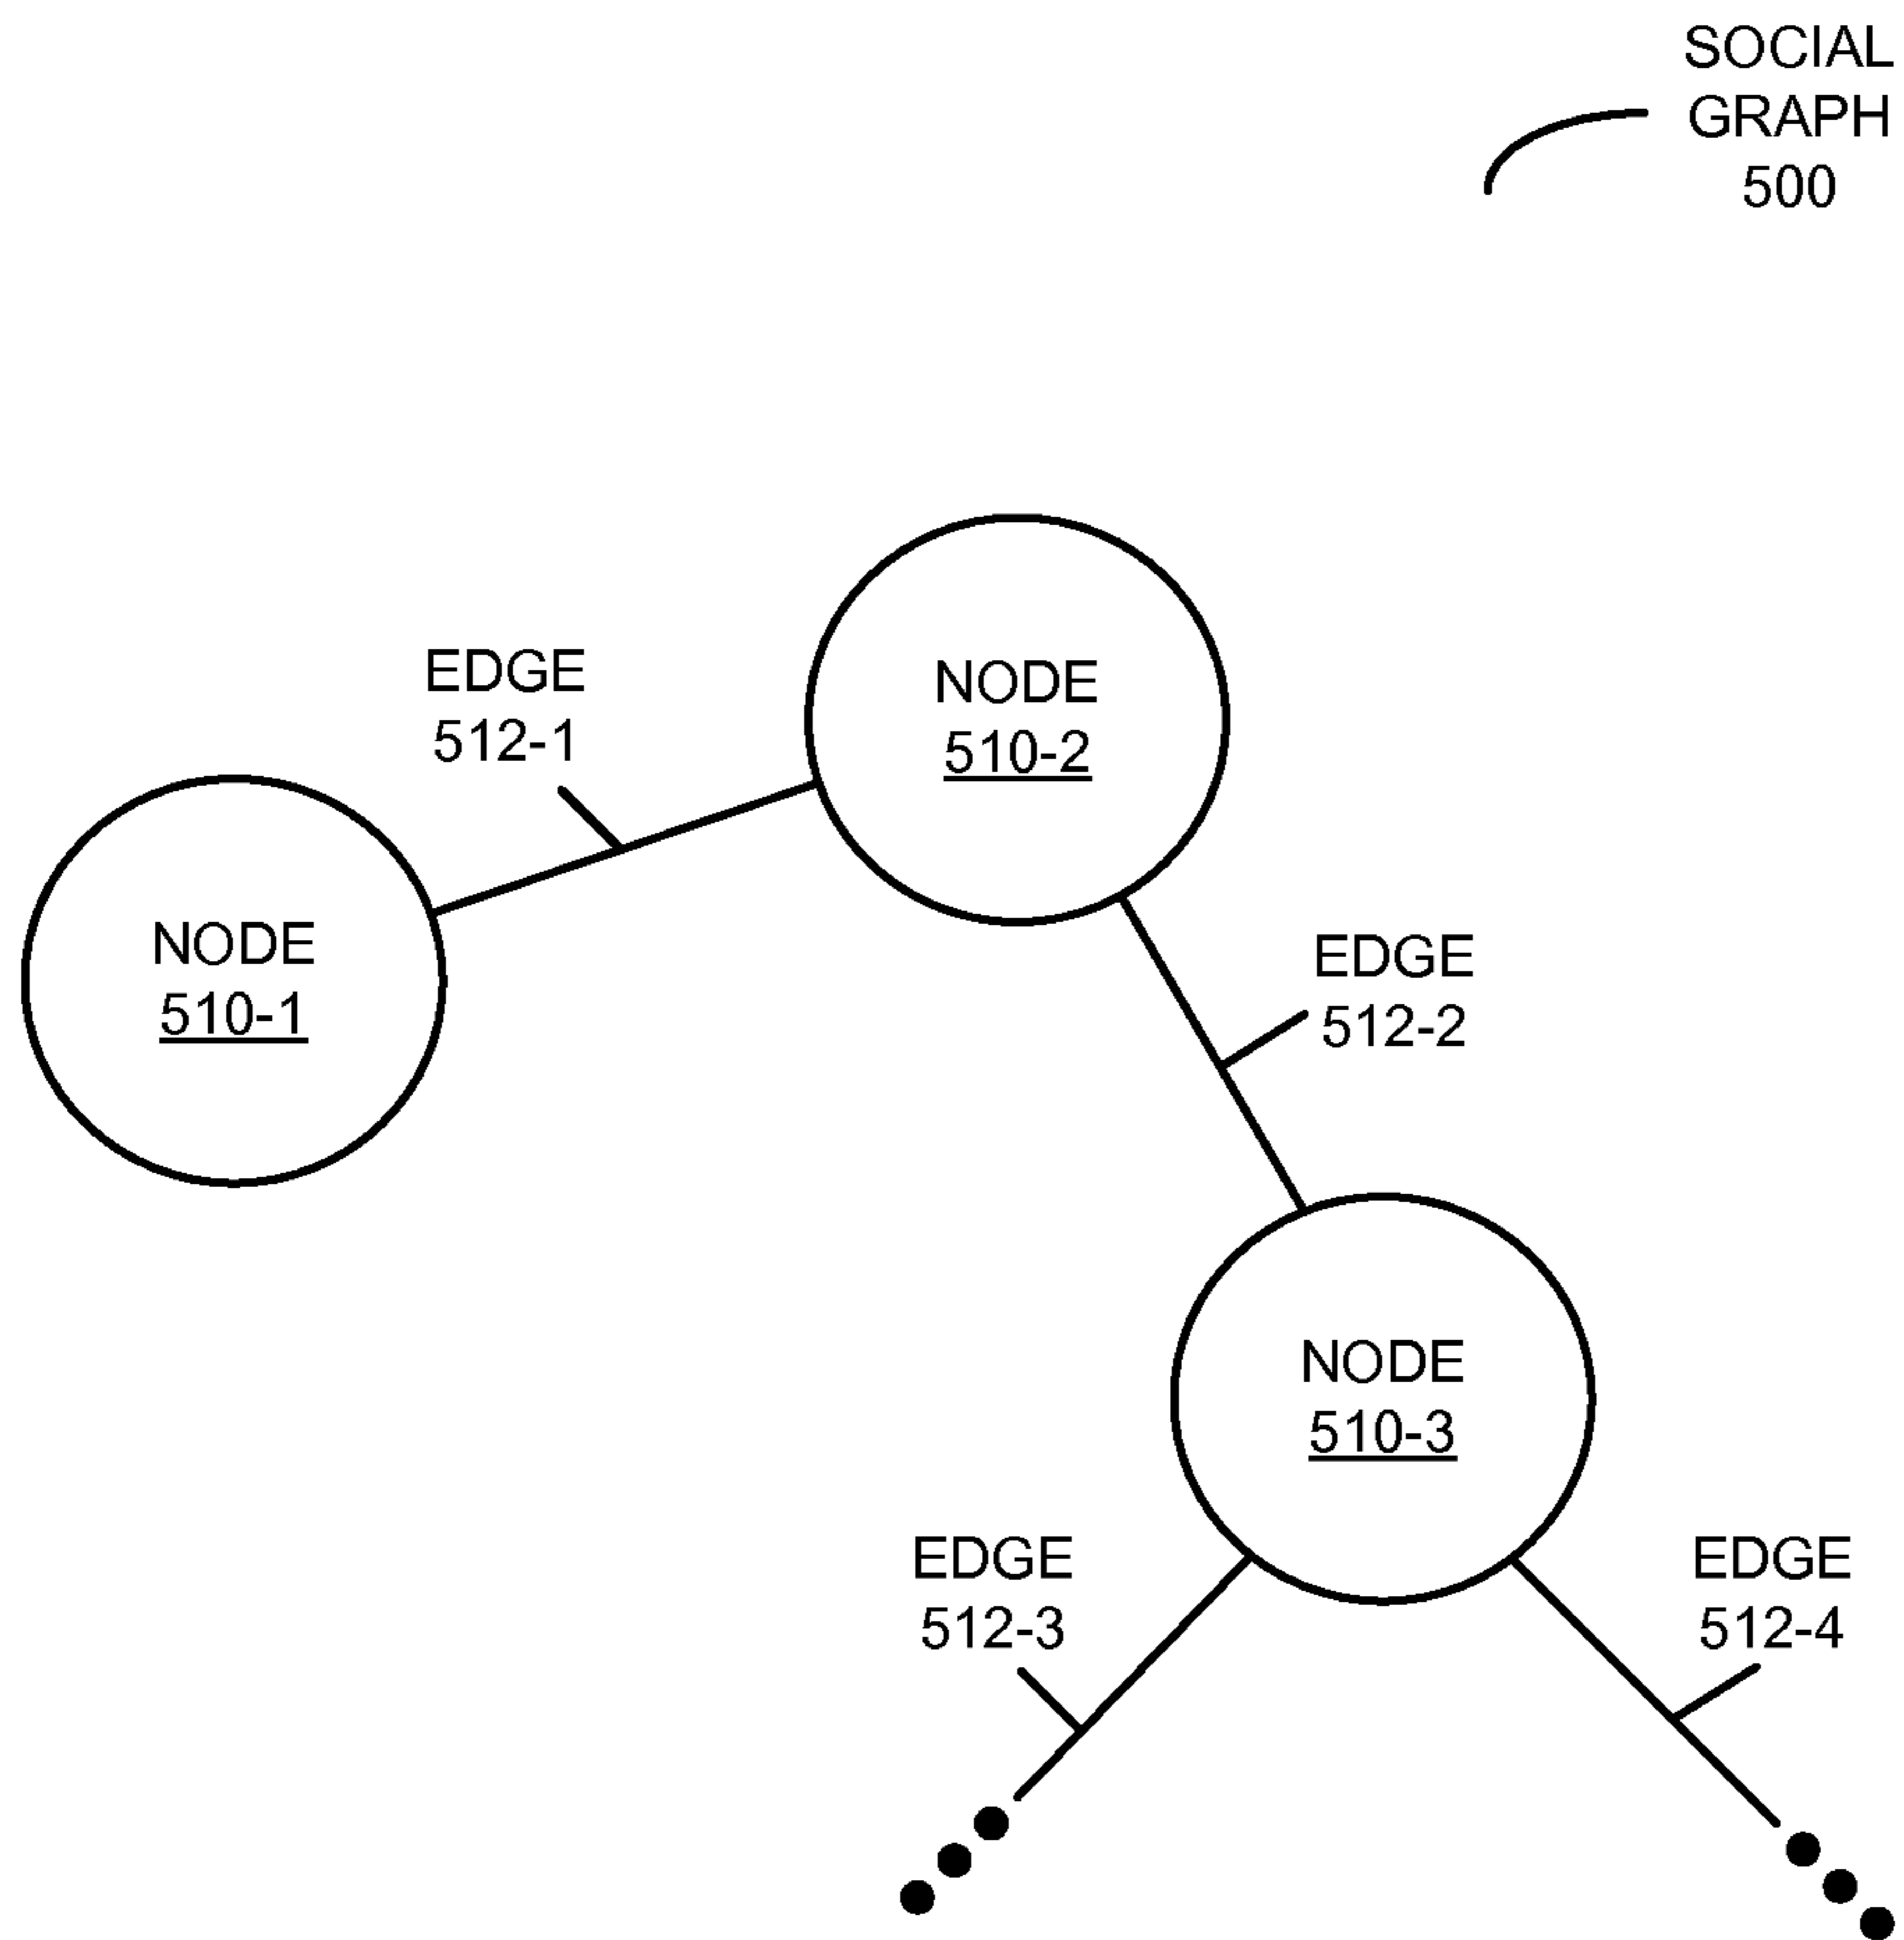 SOCIAL
GRAPH
500
EDGE
512-1
NODE
510-2
NODE
510-1
EDGE
512-2
NODE
510-3
EDGE
512-3
EDGE
512-4